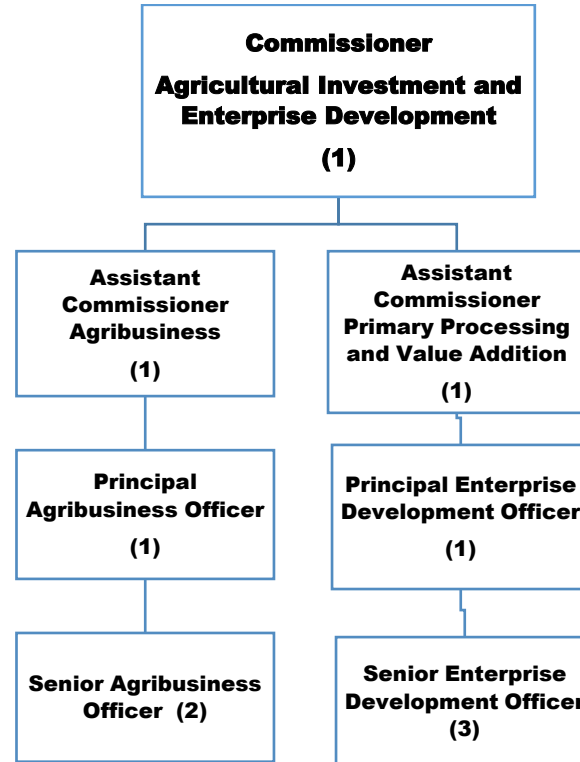 Commissioner
Agricultural Investment and
Enterprise Development
(1)
Assistant
Commissioner
Agribusiness
(1)
Assistant
Commissioner
Primary Processing
and Value Addition
(1)
Principal
Agribusiness Officer
(1)
Principal Enterprise
Development Officer
(1)
Senior Agribusiness
Officer (2)
Senior Enterprise
Development Officer
(3)